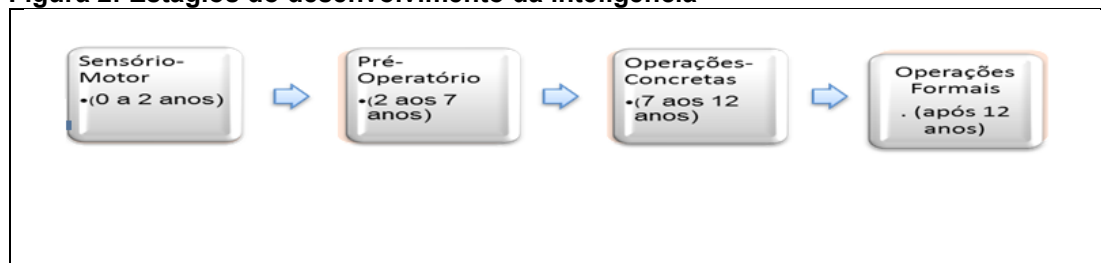 Figura 2: Estágios do desenvolvimento da inteligência
Sensório-
Motor
•(0 a 2 anos)
Pré-
Operatório
•(2 aos 7
anos)
Operações-
Concretas
•(7 aos 12
anos)
Operações
Formais
. (após 12
anos)